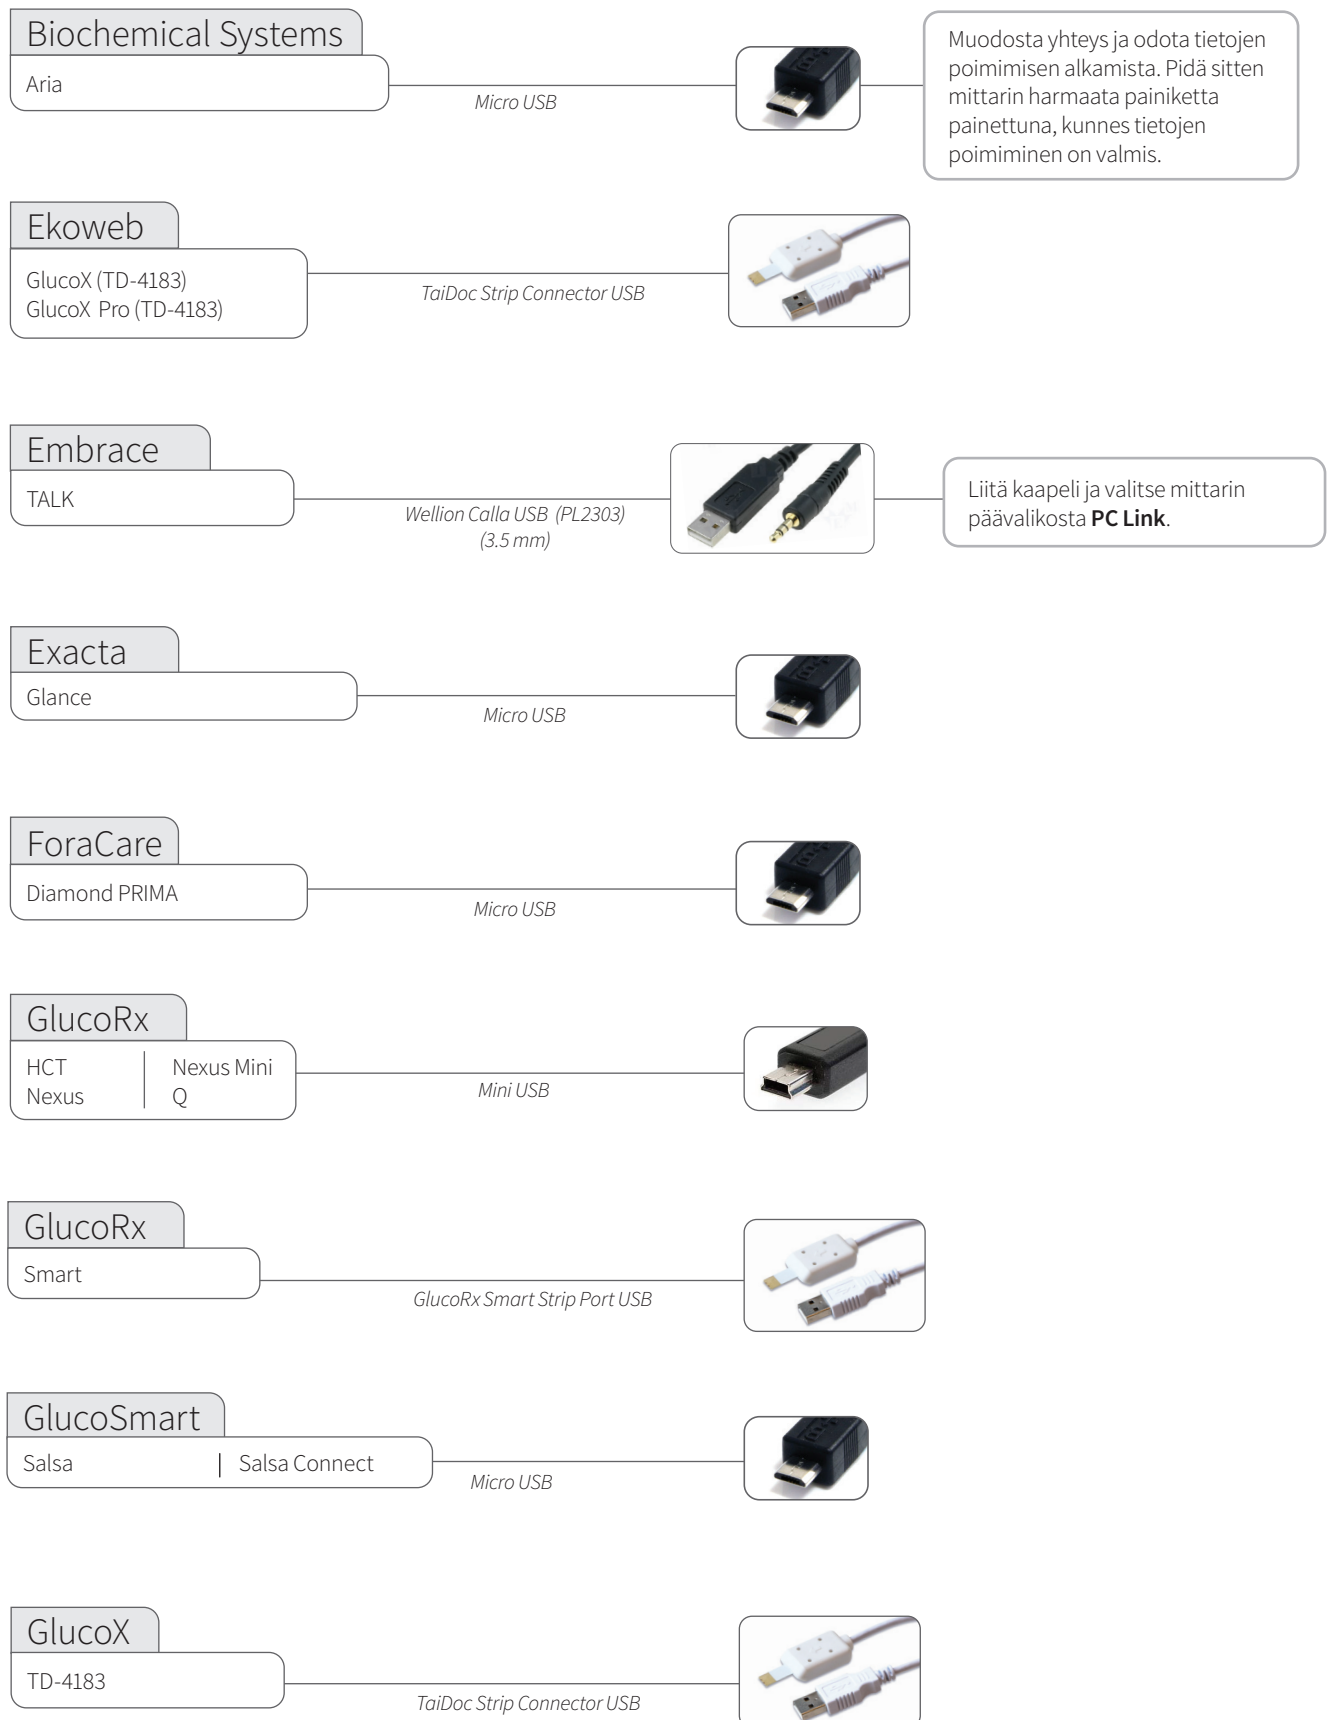 Biochemical Systems
Aria
Micro USB
Muodosta yhteys ja odota tietojen
poimimisen alkamista. Pidä sitten
mittarin harmaata painiketta
painettuna, kunnes tietojen
poimiminen on valmis.
Ekoweb
GlucoX (TD-4183)
GlucoX Pro (TD-4183)
TaiDoc Strip Connector USB
Embrace
TALK
Wellion Calla USB (PL2303)
(3.5 mm)
Liitä kaapeli ja valitse mittarin
päävalikosta PC Link.
Exacta
Glance
Micro USB
ForaCare
Diamond PRIMA
Micro USB
GlucoRx
HCT | Nexus Mini
Nexus | Q
Mini USB
GlucoRx
Smart
GlucoRx Smart Strip Port USB
GlucoSmart
Salsa | Salsa Connect
Micro USB
GlucoX
TD-4183
TaiDoc Strip Connector USB